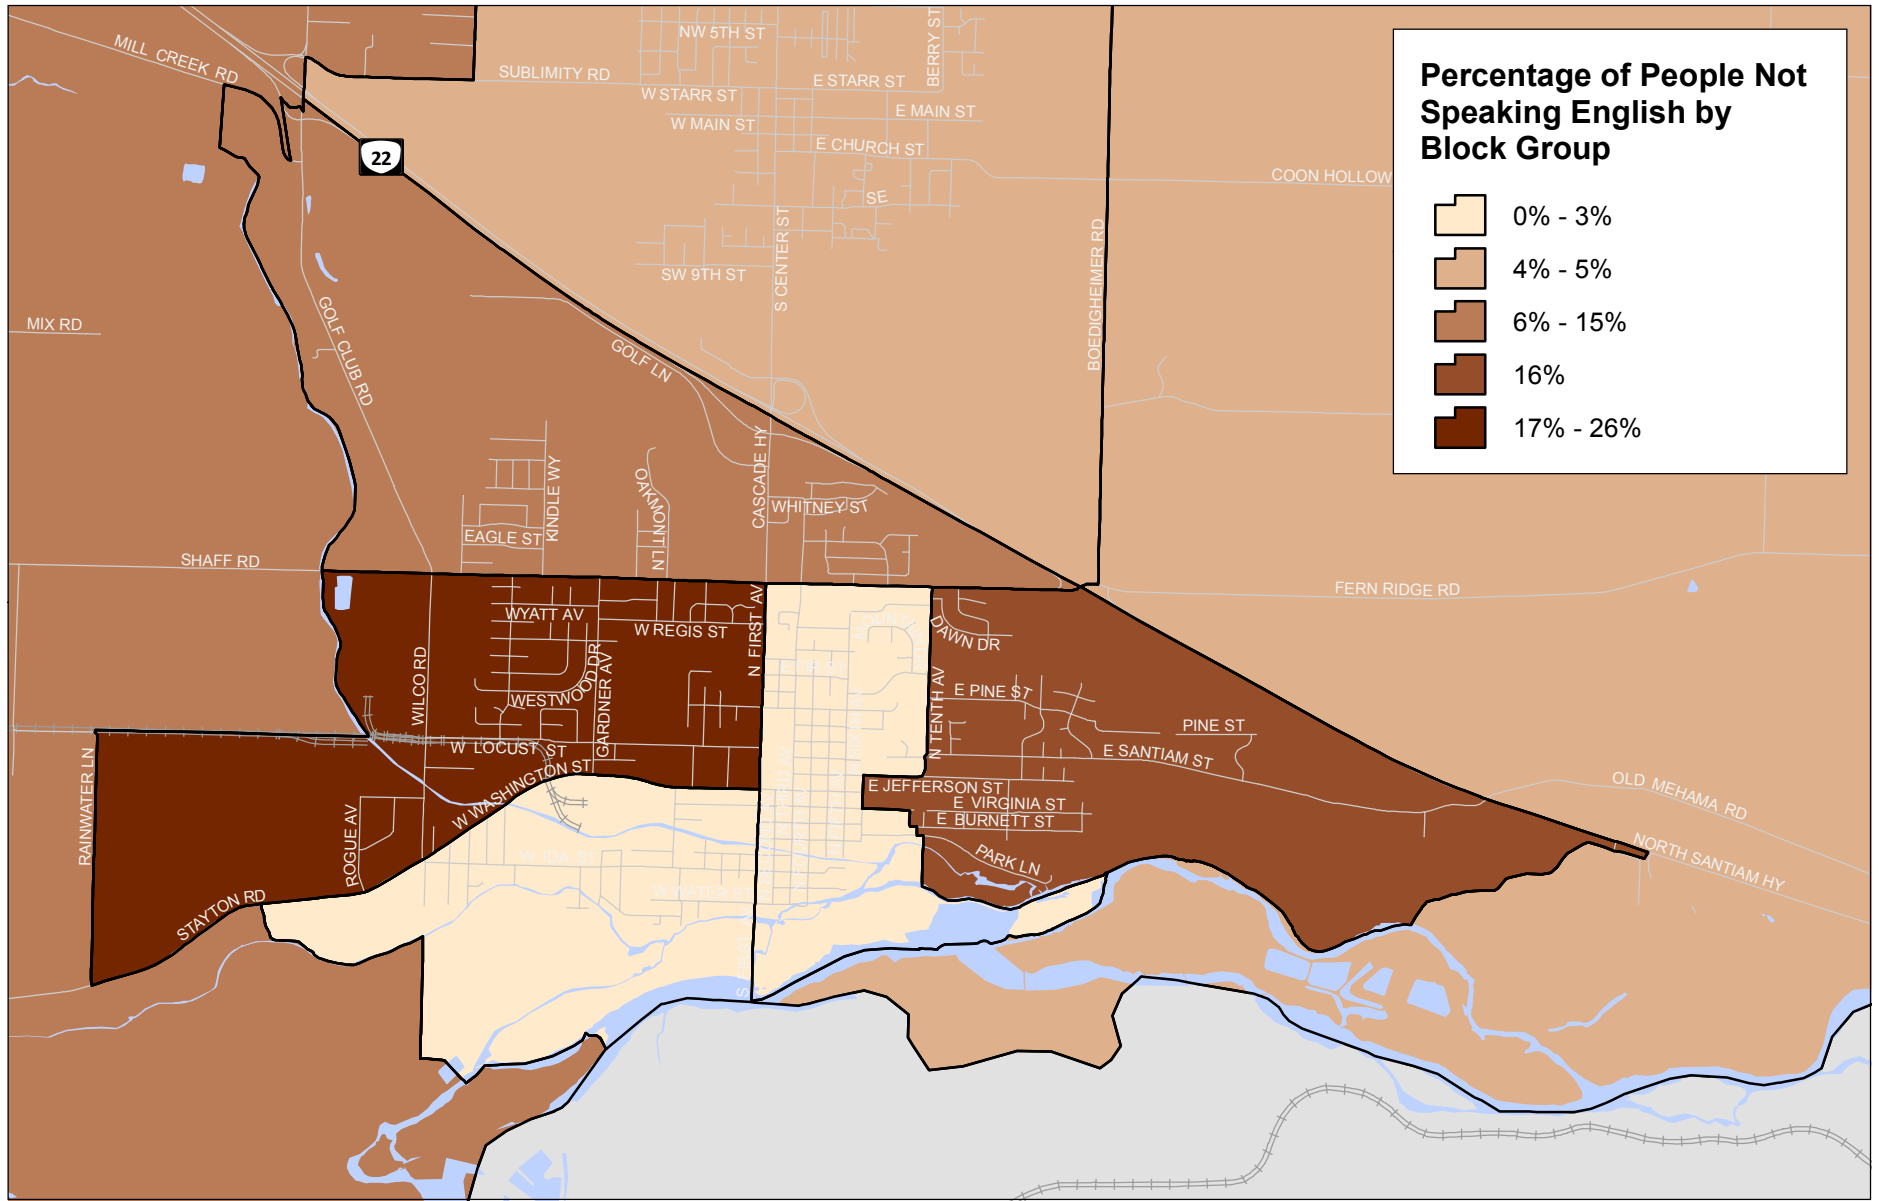 NW 5TH ST
BERRY ST
MILL CREEK RD
SUBLIMITY RD
E STARR ST
W STARR ST
E MAIN ST
W MAIN ST
E CHURCH ST
22
COON HOLLOW
SE
S CENTER ST
SW 9TH ST
BOEDIGHEIMER RD
Percentage of People Not
Speaking English by
Block Group
0% - 3%
4% - 5%
6% - 15%
16%
17% - 26%
MIX RD
GOLF CLUB RD
GOLF LN
CASCADE HY
KINDLE WY
OAKMONT LN
WHITNEY ST
EAGLE ST
SHAFF RD
FERN RIDGE RD
WYATT AV
W REGIS ST
N FIRST AV
DAWN DR
WILCO RD
WESTWOOD DR
GARDNER AV
E PINE ST
N TENTH AV
PINE ST
W LOCUST ST
E SANTIAM ST
RAINWATER LN
W WASHINGTON ST
E JEFFERSON ST
E VIRGINIA ST
E BURNETT ST
OLD MEHAMA RD
ROGUE AV
W IDA ST
PARK LN
NORTH SANTIAM HY
W WATER ST
STAYTON RD